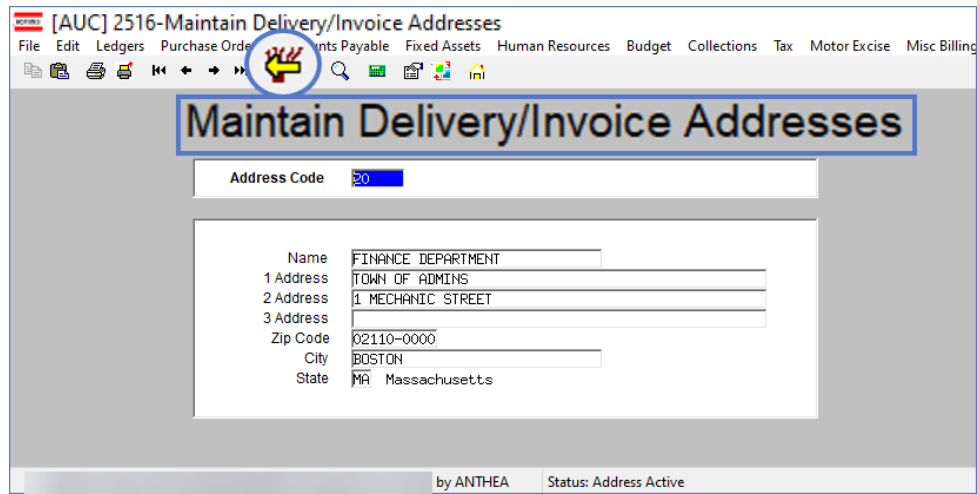 [AUC] 2516-Maintain Delivery/Invoice Addresses
File Edit Ledgers Purchase Orde nts Payable Fixed Assets Human Resources Budget Collections Tax Motor Excise Misc Billing
Maintain Delivery/Invoice Addresses
Address Code 20
Name FINANCE DEPARTMENT
1 Address TOWN OF ADMINS
2 Address 1 MECHANIC STREET
3 Address
Zip Code 02110-0000
City BOSTON
State MA Massachusetts
by ANTHEA Status: Address Active